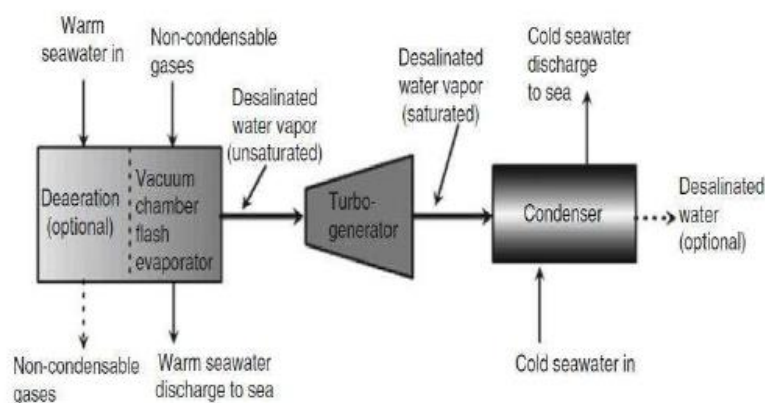 Warm
seawater in
Non-condensable
gases
Desalinated
water vapor
(unsaturated)
Desalinated
water vapor
(saturated)
Cold seawater
discharge
to sea
Deaeration
(optional)
Vacuum
chamber
flash
evaporator
Turbo-
generator
Condenser
Desalinated
water
(optional)
Non-condensable
gases
Warm seawater
discharge to sea
Cold seawater in